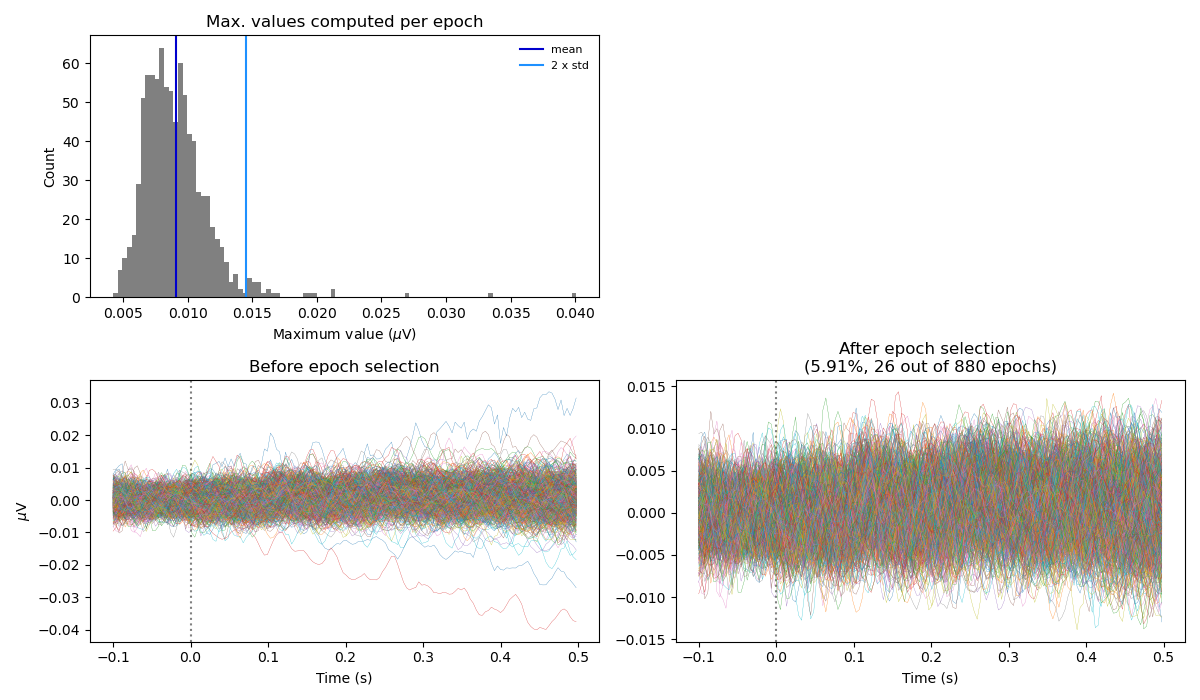 Max. values computed per epoch
mean
2 x std
60
50
40
30
20
10
0
Count
0.005 0.010 0.015 0.020 0.025 0.030 0.035 0.040
Maximum value (μV)
Before epoch selection
0.03
0.02
0.01
0.00
−0.01
−0.02
−0.03
−0.04
μV
−0.1 0.0 0.1 0.2 0.3 0.4 0.5
Time (s)
After epoch selection
(5.91%, 26 out of 880 epochs)
0.015
0.010
0.005
0.000
−0.005
−0.010
−0.015
−0.1 0.0 0.1 0.2 0.3 0.4 0.5
Time (s)